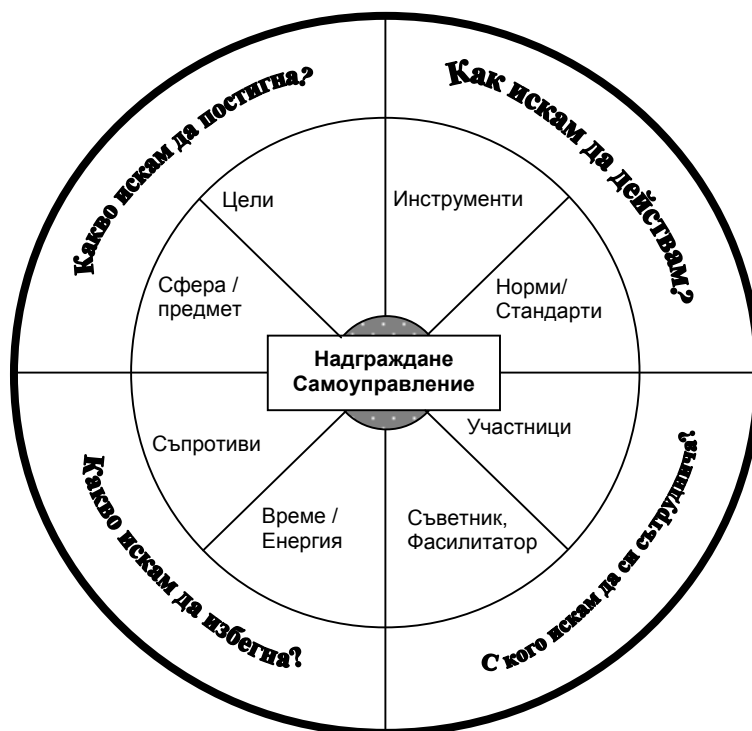 Какво искам да постигна?
Как искам да действам?
Цели
Инструменти
Сфера /
предмет
Норми/
Стандарти
Надграждане
Самоуправление
Съпротиви
Участници
Време /
Енергия
Съветник,
Фасилитатор
Какво искам да избегна?
С кого искам да си сътруднича?